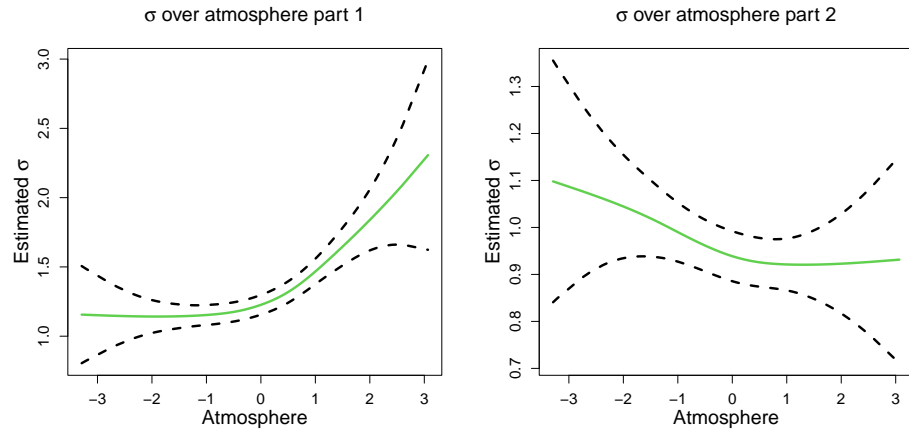 σ over atmosphere part 1
Estimated σ
3.0
2.5
2.0
1.5
1.0
−3 −2 −1 0 1 2 3
Atmosphere
σ over atmosphere part 2
Estimated σ
1.3
1.2
1.1
1.0
0.9
0.8
0.7
−3 −2 −1 0 1 2 3
Atmosphere